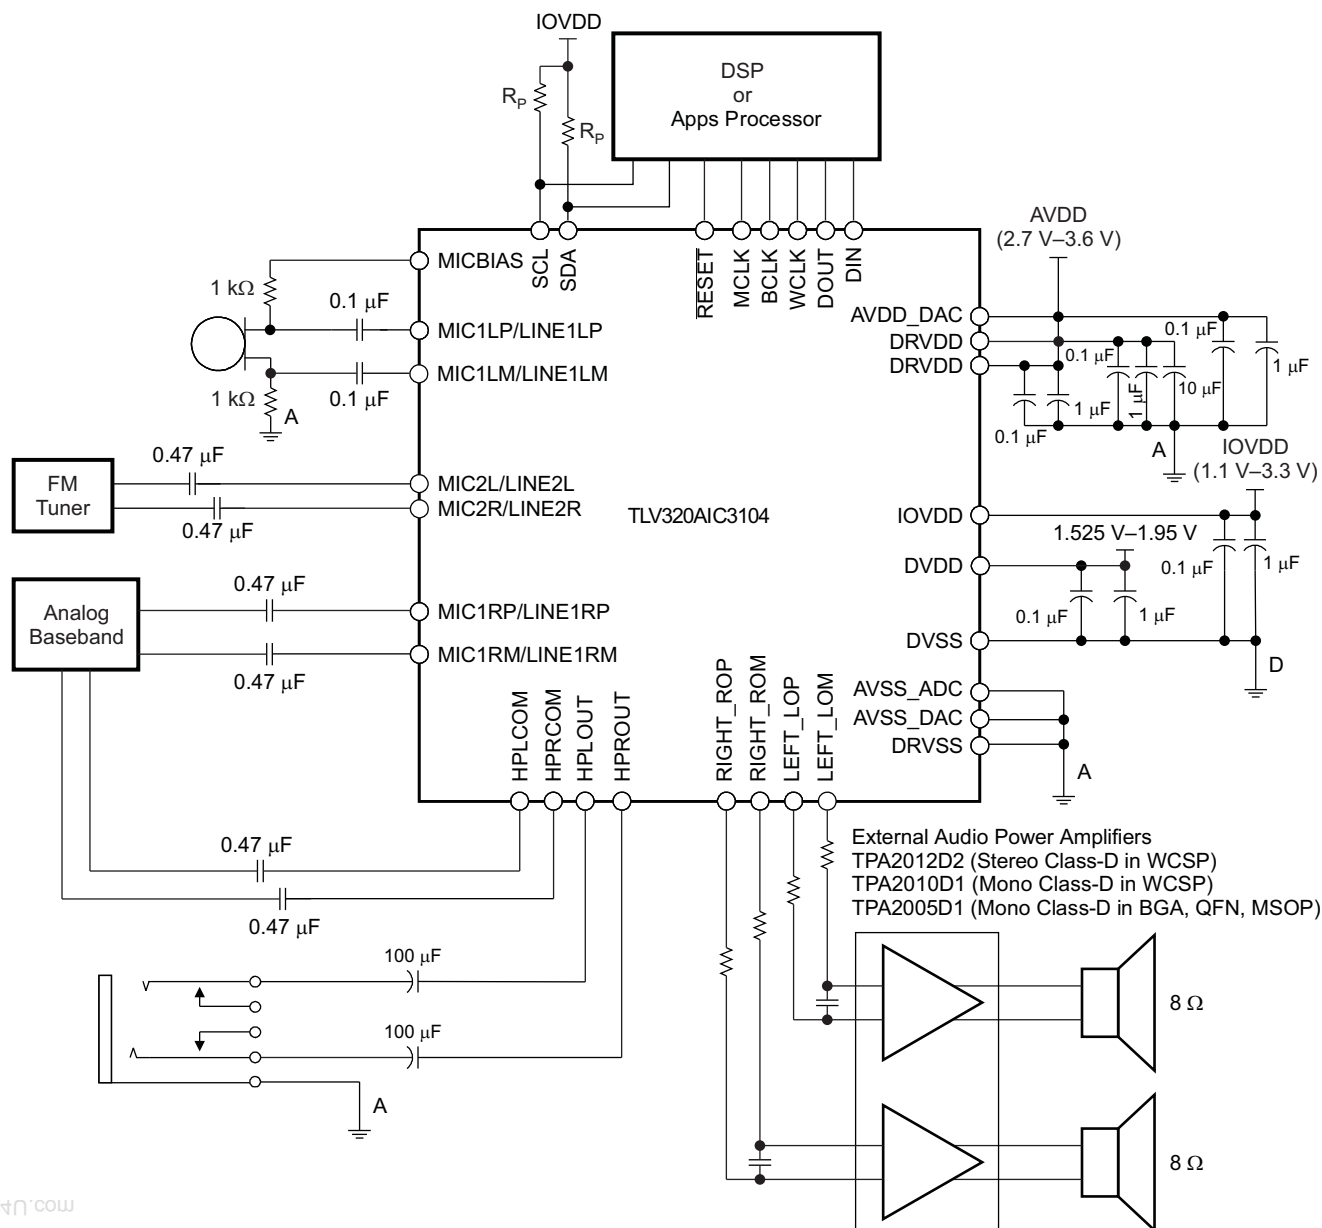 IOVDD
R_P
R_P
DSP
or
Apps Processor
AVDD
(2.7 V–3.6 V)
SCL
SDA
RESET
MCLK
BCLK
WCLK
DOUT
DIN
MICBIAS
1 kΩ
0.1 μF
MIC1LP/LINE1LP
MIC1LM/LINE1LM
1 kΩ
0.1 μF
A
AVDD_DAC
DRVDD
DRVDD
0.1 μF
0.1 μF
1 μF
10 μF
1 μF
1 μF
0.1 μF
A
IOVDD
(1.1 V–3.3 V)
0.47 μF
FM
Tuner
MIC2L/LINE2L
MIC2R/LINE2R
0.47 μF
TLV320AIC3104
IOVDD
1.525 V–1.95 V
DVDD
0.1 μF
1 μF
0.1 μF
1 μF
0.47 μF
Analog
Baseband
MIC1RP/LINE1RP
MIC1RM/LINE1RM
0.47 μF
DVSS
D
AVSS_ADC
AVSS_DAC
DRVSS
A
HPLCOM
HPRCOM
HPLOUT
HPROUT
RIGHT_ROP
RIGHT_ROM
LEFT_LOP
LEFT_LOM
0.47 μF
0.47 μF
External Audio Power Amplifiers
TPA2012D2 (Stereo Class-D in WCSP)
TPA2010D1 (Mono Class-D in WCSP)
TPA2005D1 (Mono Class-D in BGA, QFN, MSOP)
100 μF
100 μF
A
8 Ω
8 Ω
4U.com